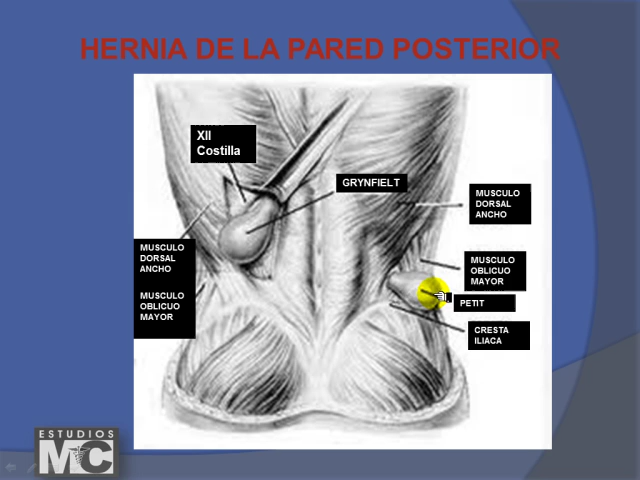 HERNIA DE LA PARED POSTERIOR
XII
Costilla
GRYNFIELT
MUSCULO
DORSAL
ANCHO
MUSCULO
DORSAL
ANCHO
MUSCULO
OBLICUO
MAYOR
MUSCULO
OBLICUO
MAYOR
PETIT
CRESTA
ILIACA
ESTUDIOS
MC